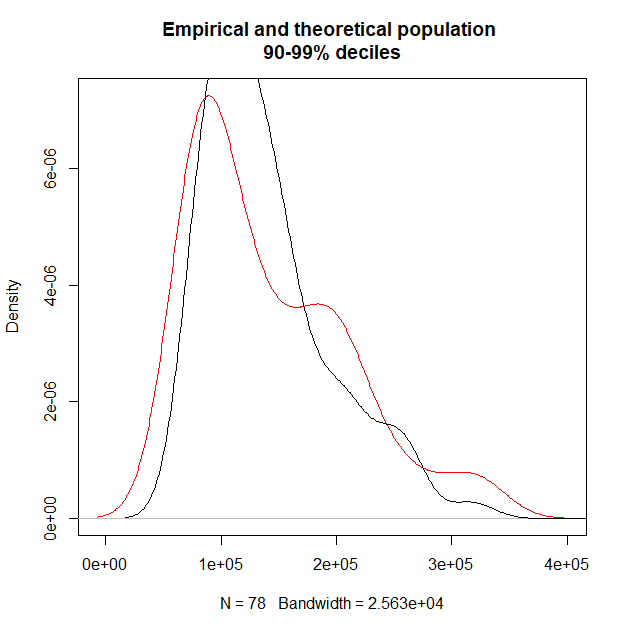 Empirical and theoretical population
90-99% deciles
Density
6e-06
4e-06
2e-06
0e+00
0e+00 1e+05 2e+05 3e+05 4e+05
N = 78 Bandwidth = 2.563e+04